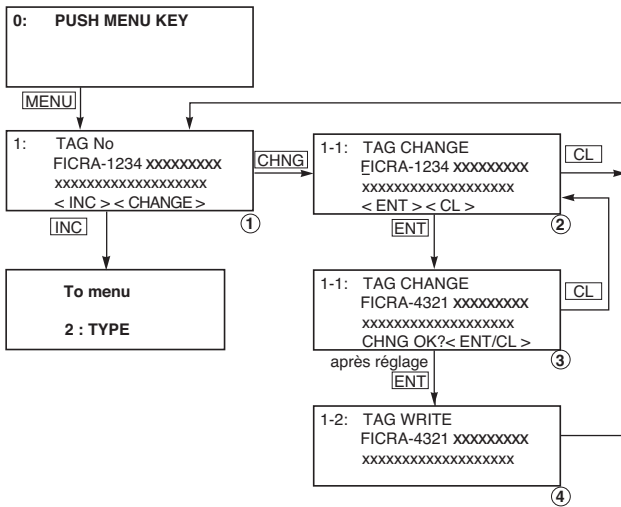 0: PUSH MENU KEY
MENU
1: TAG No
FICRA-1234 xxxxxxxxx
xxxxxxxxxxxxxxxxxxx
< INC > < CHANGE >
1
CHNG
INC
To menu
2 : TYPE
1-1: TAG CHANGE
FICRA-1234 xxxxxxxxx
xxxxxxxxxxxxxxxxxxx
< ENT > < CL >
2
CL
ENT
1-1: TAG CHANGE
FICRA-4321 xxxxxxxxx
xxxxxxxxxxxxxxxxxxx
CHNG OK?< ENT/CL >
3
CL
après réglage
ENT
1-2: TAG WRITE
FICRA-4321 xxxxxxxxx
xxxxxxxxxxxxxxxxxxx
4